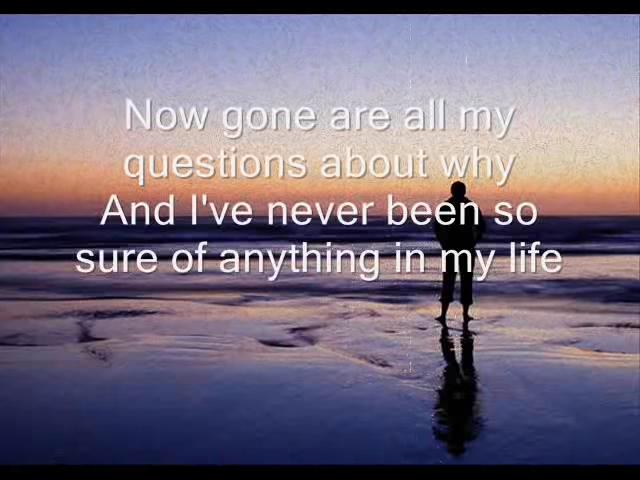 Now gone are all my
questions about why
And I've never been so
sure of anything in my life